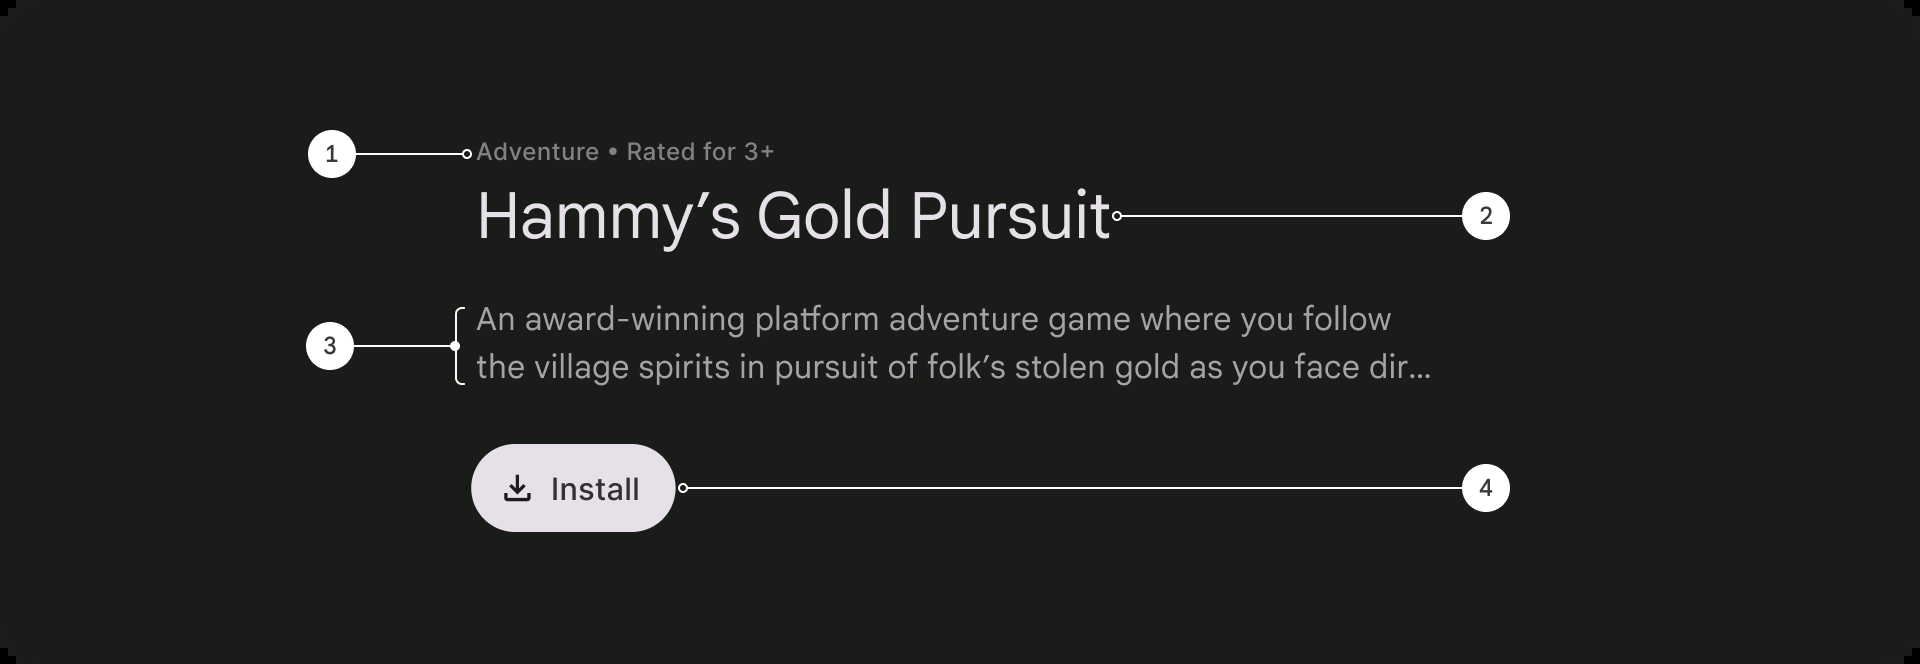 1
Adventure • Rated for 3+
Hammy’s Gold Pursuit
2
3
An award-winning platform adventure game where you follow
the village spirits in pursuit of folk’s stolen gold as you face dir...
Install
4